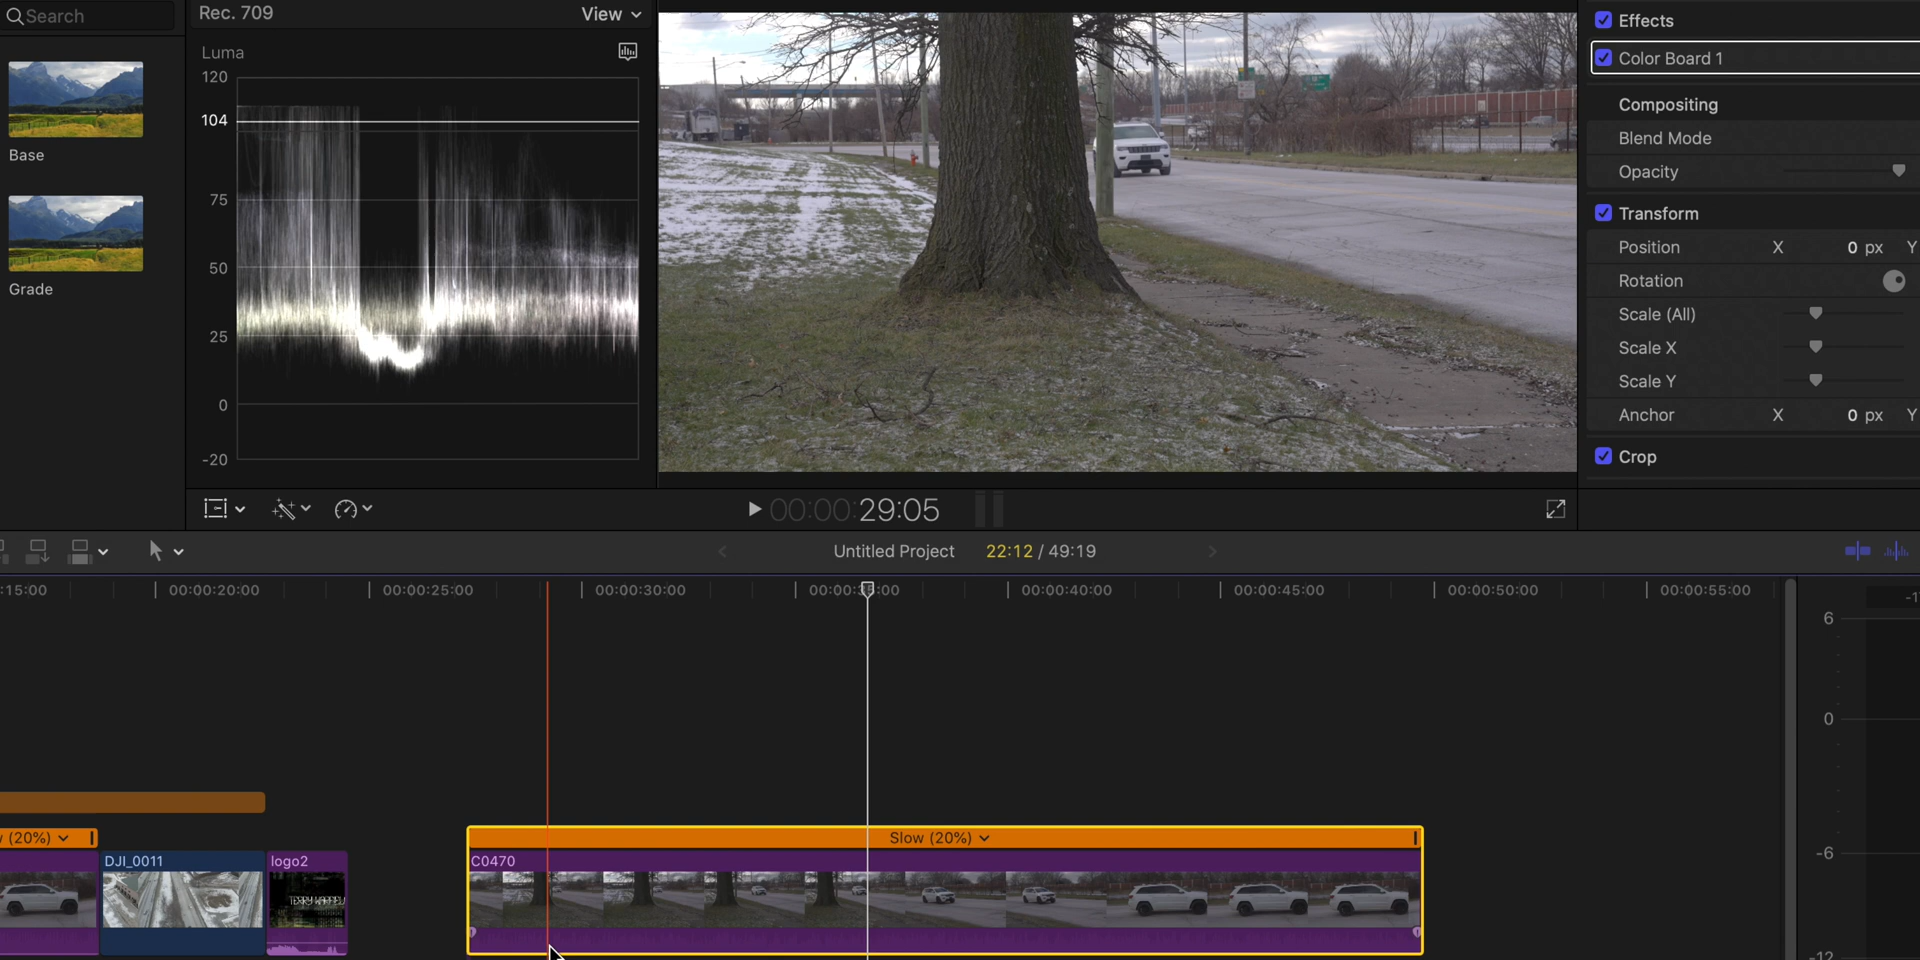 Search
Base
Grade
Rec. 709
View
Luma
120
104
75
50
25
0
-20
Effects
Color Board 1
Compositing
Blend Mode
Opacity
Transform
Position X 0 px Y
Rotation
Scale (All)
Scale X
Scale Y
Anchor X 0 px Y
Crop
00:00:29:05
Untitled Project 22:12 / 49:19
:15:00 00:00:20:00 00:00:25:00 00:00:30:00 00:00:35:00 00:00:40:00 00:00:45:00 00:00:50:00 00:00:55:00
6
0
-6
-12
(20%)
Slow (20%)
DJI_0011
logo2
C0470